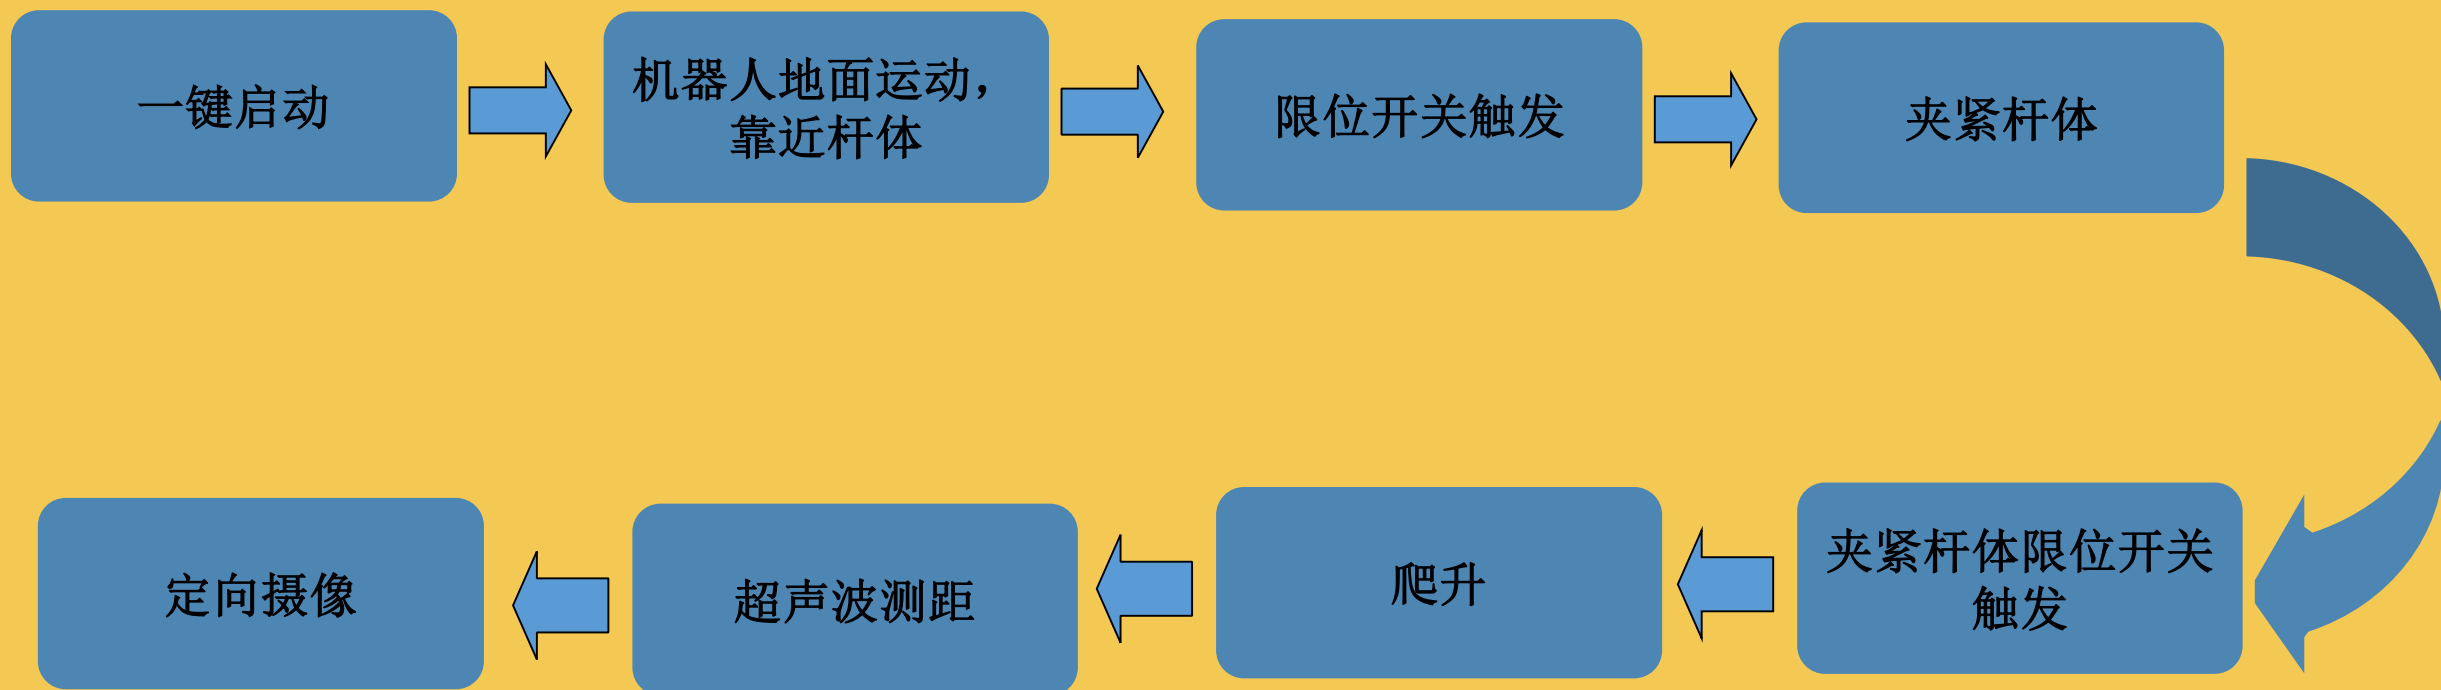 一键启动
机器人地面运动，
靠近杆体
限位开关触发
夹紧杆体
夹紧杆体限位开关
触发
爬升
超声波测距
定向摄像